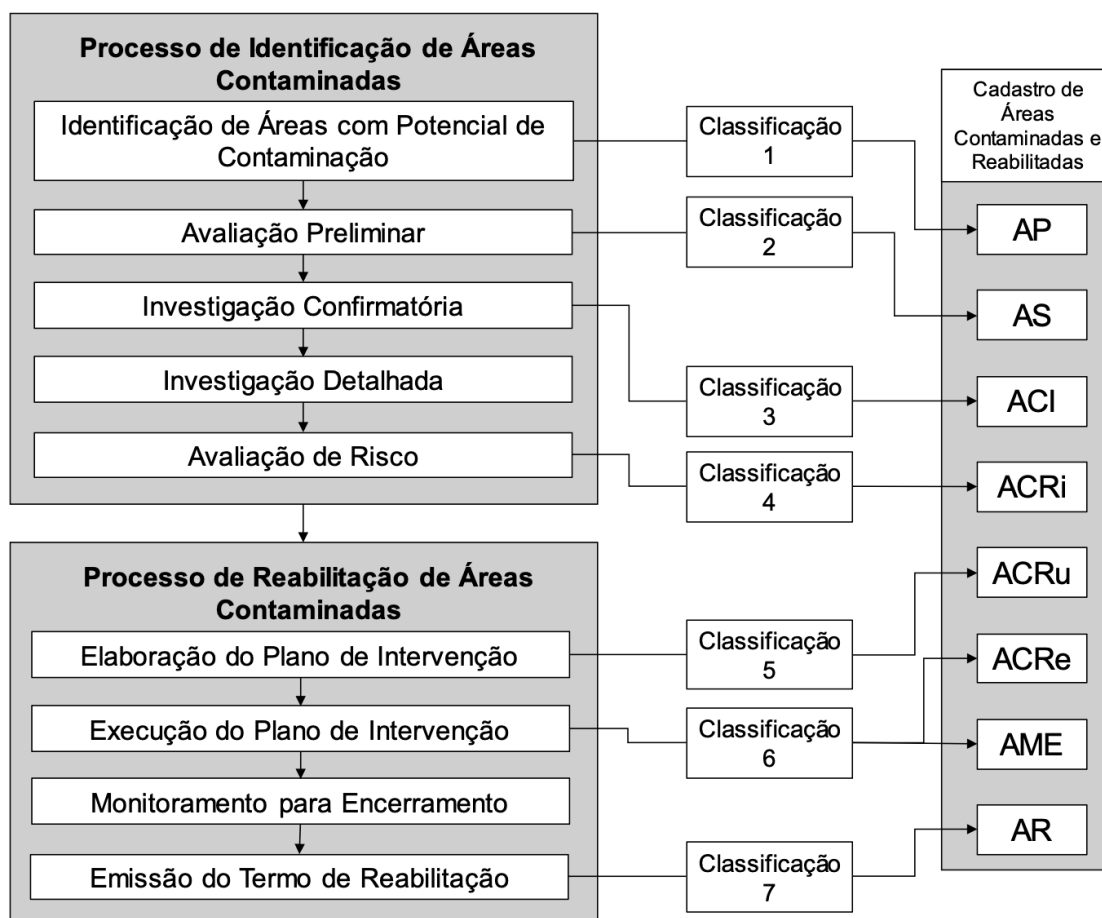 Processo de Identificação de Áreas
Contaminadas
Identificação de Áreas com Potencial de
Contaminação
Avaliação Preliminar
Investigação Confirmatória
Investigação Detalhada
Avaliação de Risco
Processo de Reabilitação de Áreas
Contaminadas
Elaboração do Plano de Intervenção
Execução do Plano de Intervenção
Monitoramento para Encerramento
Emissão do Termo de Reabilitação
Classificação
1
Classificação
2
Classificação
3
Classificação
4
Classificação
5
Classificação
6
Classificação
7
Cadastro de
Áreas
Contaminadas e
Reabilitadas
AP
AS
ACI
ACRi
ACRu
ACRe
AME
AR